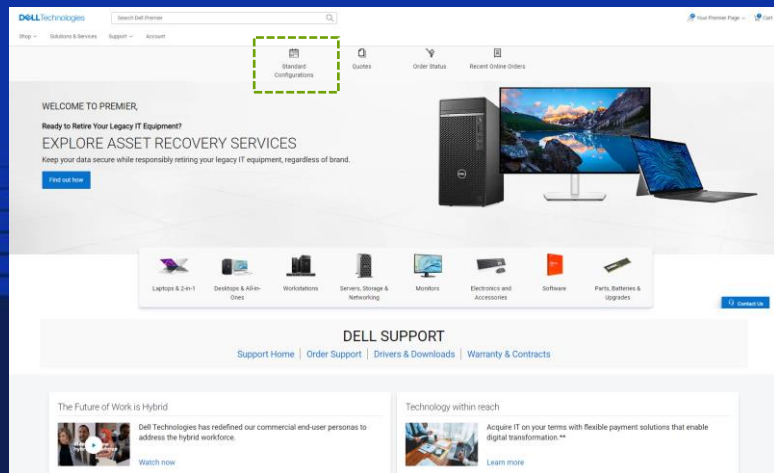 DELLTechnologies
Search Dell Premier
Your Premier Page
Cart
Shop
Solutions & Services
Support
Account
Standard
Configurations
Quotes
Order Status
Recent Online Orders
WELCOME TO PREMIER,
Ready to Retire Your Legacy IT Equipment?
EXPLORE ASSET RECOVERY SERVICES
Keep your data secure while responsibly retiring your legacy IT equipment, regardless of brand.
Find out how
Laptops & 2-in-1
Desktops & All-in-
Ones
Workstations
Servers, Storage &
Networking
Monitors
Electronics and
Accessories
Software
Parts, Batteries &
Upgrades
Contact Us
DELL SUPPORT
Support Home | Order Support | Drivers & Downloads | Warranty & Contracts
The Future of Work is Hybrid
Dell Technologies has redefined our commercial end-user personas to
address the hybrid workforce.
Watch now
Technology within reach
Acquire IT on your terms with flexible payment solutions that enable
digital transformation.**
Learn more